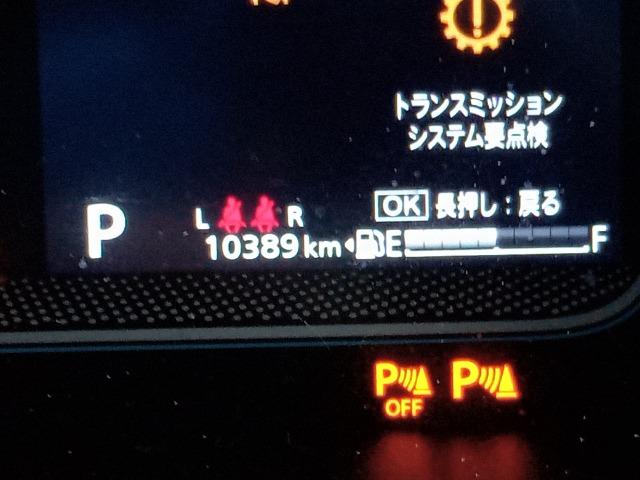 トランスミッション
システム要点検
OK 長押し：戻る
P
L R
10389 km
E F
P P
OFF